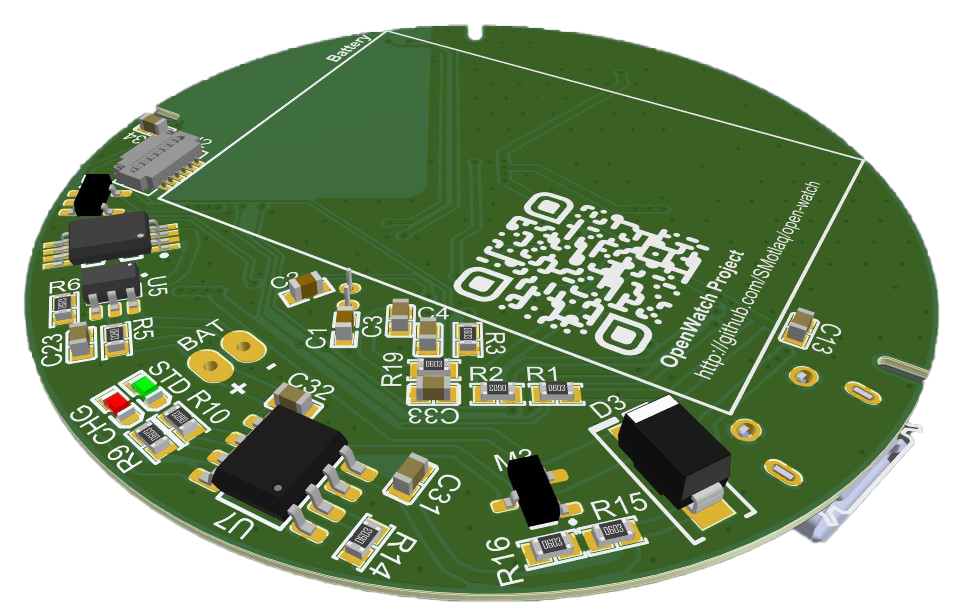 Battery
R6
U5
C23
R5
BAT
+
-
STD
CHG
R10
R9
C32
U7
C31
R14
C1
C3
C4
R3
R19
0603
R2
R1
0603
0603
C33
OpenWatch Project
http://github.com/SMotlaq/open-watch
C13
D3
R15
0603
R16
0603
0603